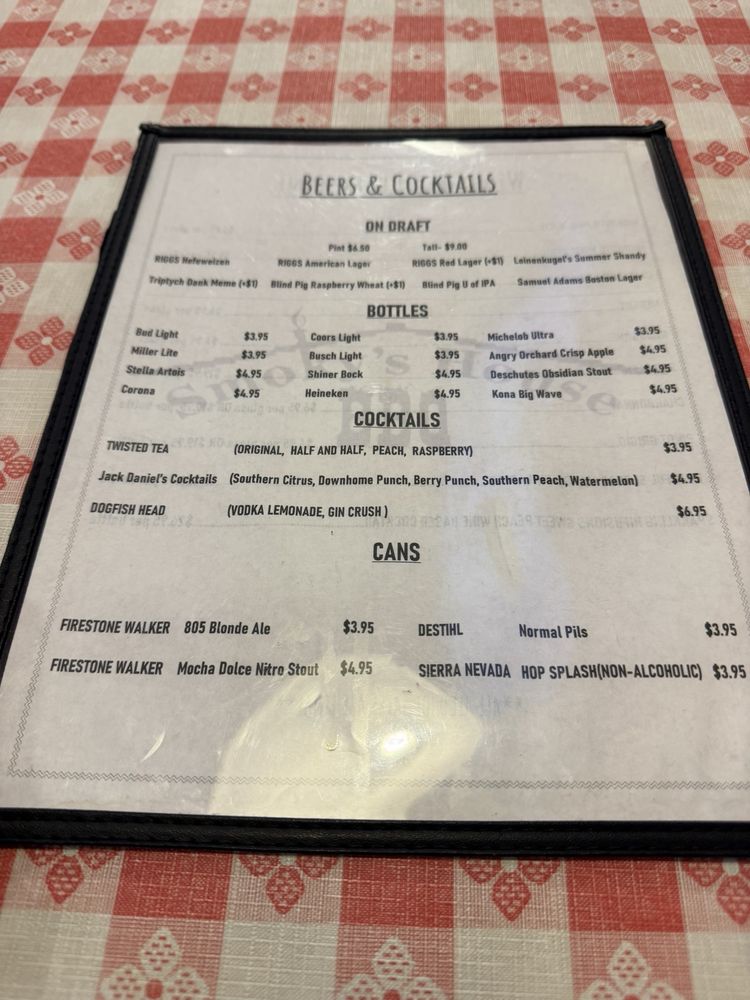 BEERS & COCKTAILS
ON DRAFT
Pint $6.50 Tall- $9.00
RIGGS Hefeweizen RIGGS American Lager RIGGS Red Lager (+$1) Leinenkugel's Summer Shandy
Triptych Dank Meme (+$1) Blind Pig Raspberry Wheat (+$1) Blind Pig U of IPA Samuel Adams Boston Lager
BOTTLES
Bud Light $3.95 Coors Light $3.95 Michelob Ultra $3.95
Miller Lite $3.95 Busch Light $3.95 Angry Orchard Crisp Apple $4.95
Stella Artois $4.95 Shiner Bock $4.95 Deschutes Obsidian Stout $4.95
Corona $4.95 Heineken $4.95 Kona Big Wave $4.95
COCKTAILS
TWISTED TEA (ORIGINAL, HALF AND HALF, PEACH, RASPBERRY) $3.95
Jack Daniel's Cocktails (Southern Citrus, Downhome Punch, Berry Punch, Southern Peach, Watermelon) $4.95
DOGFISH HEAD (VODKA LEMONADE, GIN CRUSH ) $6.95
CANS
FIRESTONE WALKER 805 Blonde Ale $3.95 DESTIHL Normal Pils $3.95
FIRESTONE WALKER Mocha Dolce Nitro Stout $4.95 SIERRA NEVADA HOP SPLASH(NON-ALCOHOLIC) $3.95